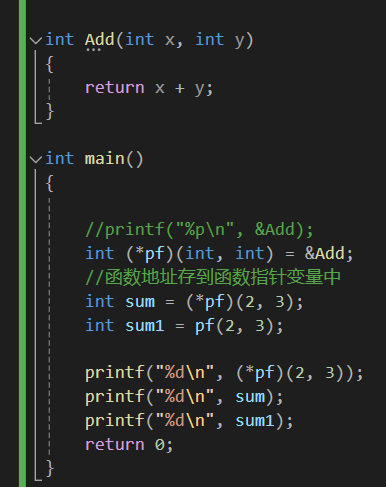 int Add(int x, int y)
{
    return x + y;
}
int main()
{
    //printf("%p\n", &Add);
    int (*pf)(int, int) = &Add;
    //函数地址存到函数指针变量中
    int sum = (*pf)(2, 3);
    int sum1 = pf(2, 3);
    printf("%d\n", (*pf)(2, 3));
    printf("%d\n", sum);
    printf("%d\n", sum1);
    return 0;
}